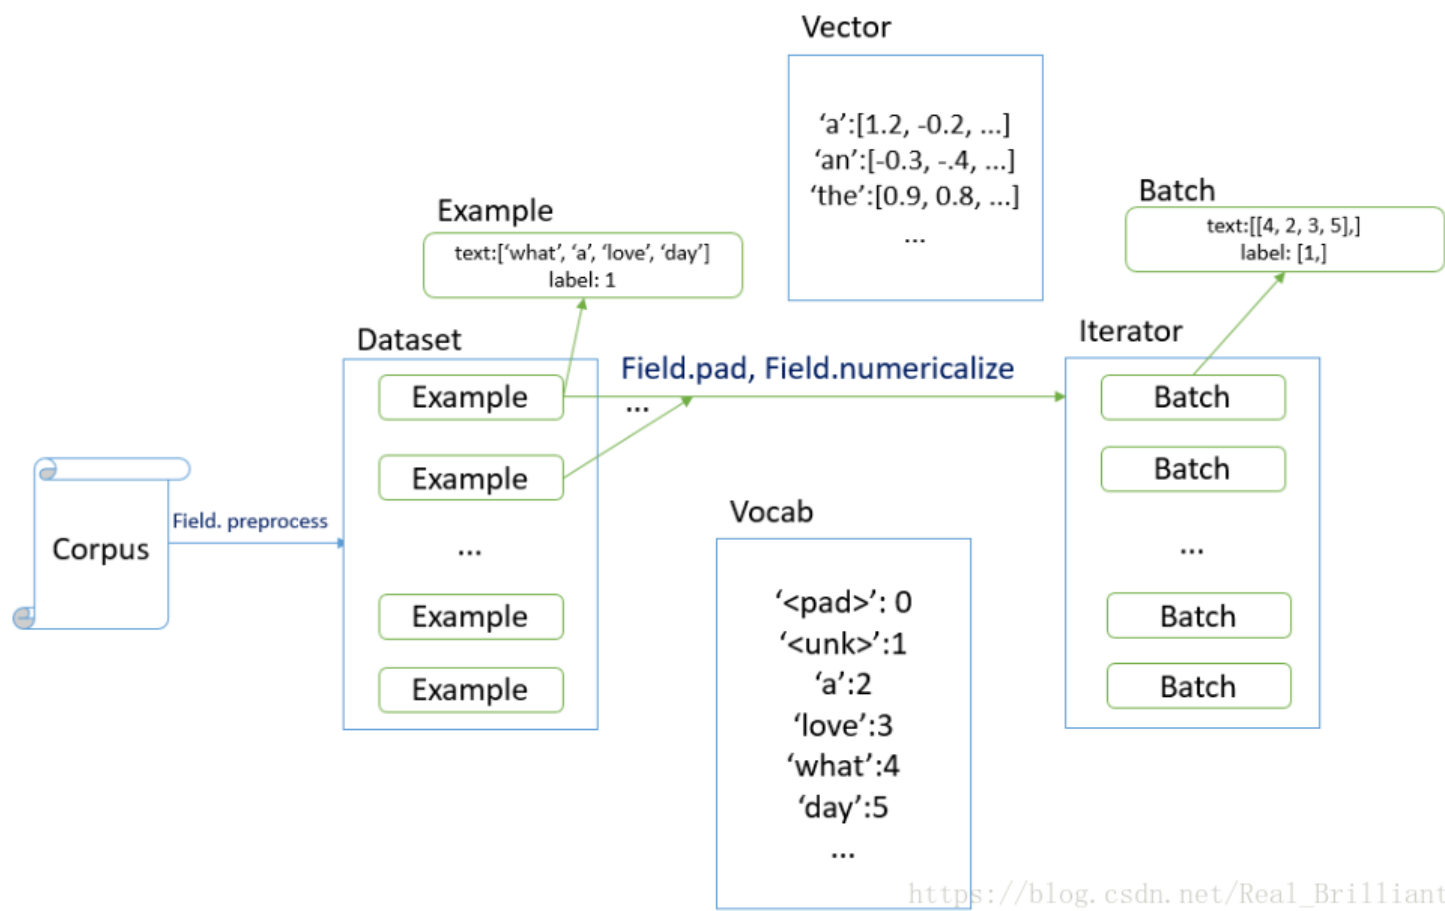 Vector
‘a’:[1.2, -0.2, ...]
‘an’:[-0.3, -.4, ...]
‘the’:[0.9, 0.8, ...]
...
Example
text:[‘what’, ‘a’, ‘love’, ‘day’]
label: 1
Batch
text:[[4, 2, 3, 5],]
label: [1,]
Dataset
Example
Example
...
Example
Example
Field.pad, Field.numericalize
...
Iterator
Batch
Batch
...
Batch
Batch
Corpus
Field. preprocess
Vocab
‘<pad>’: 0
‘<unk>’:1
‘a’:2
‘love’:3
‘what’:4
‘day’:5
...
https://blog.csdn.net/Real_Brilliant